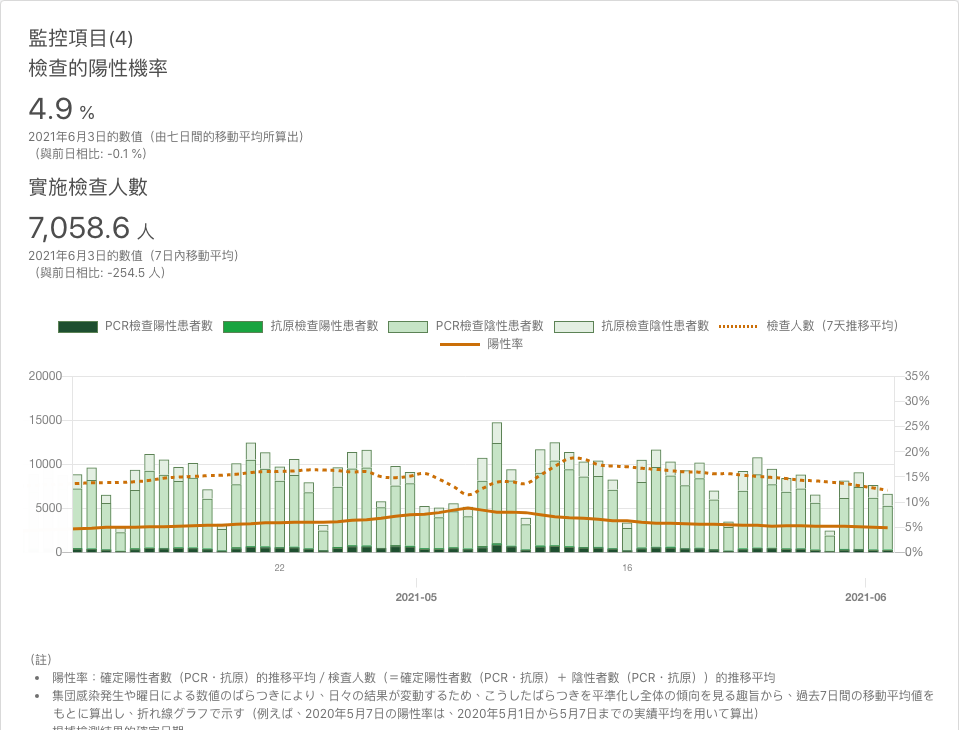 監控項目(4)
檢查的陽性機率
4.9 %
2021年6月3日的數值（由七日間的移動平均所算出）
（與前日相比: -0.1 %）
實施檢查人數
7,058.6 人
2021年6月3日的數值（7日內移動平均）
（與前日相比: -254.5 人）
PCR檢查陽性患者數 抗原檢查陽性患者數 PCR檢查陰性患者數 抗原檢查陰性患者數 檢查人數（7天推移平均）
陽性率
20000 35%
30%
15000 25%
20%
10000 15%
10%
5000 5%
0 0%
22 16
2021-05 2021-06
（註）
• 陽性率：確定陽性者數（PCR・抗原）的推移平均 / 検査人數（＝確定陽性者數（PCR・抗原）＋ 陰性者數（PCR・抗原））的推移平均
• 集団感染発生や曜日による数値のばらつきにより、日々の結果が変動するため、こうしたばらつきを平準化し全体の傾向を見る趣旨から、過去7日間の移動平均値を
もとに算出し、折れ線グラフで示す（例えば、2020年5月7日の陽性率は、2020年5月1日から5月7日までの実績平均を用いて算出）